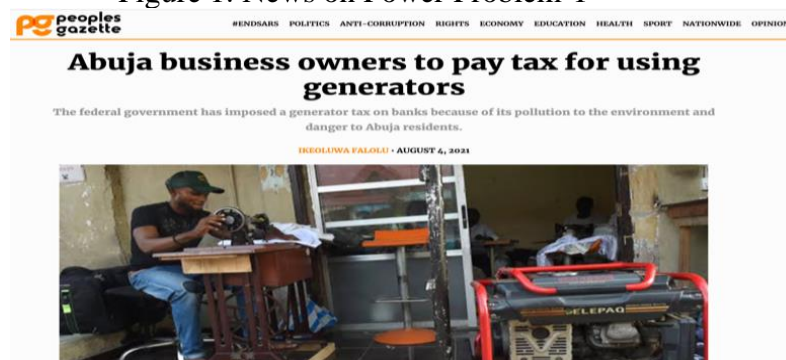 Figure 1: News on Power Problem 1
peoples
gazette
#ENDSARS POLITICS ANTI-CORRUPTION RIGHTS ECONOMY EDUCATION HEALTH SPORT NATIONWIDE OPINION
Abuja business owners to pay tax for using
generators
The federal government has imposed a generator tax on banks because of its pollution to the environment and
danger to Abuja residents.
IKEOLUWA FALOLU • AUGUST 4, 2021
ELEPAQ